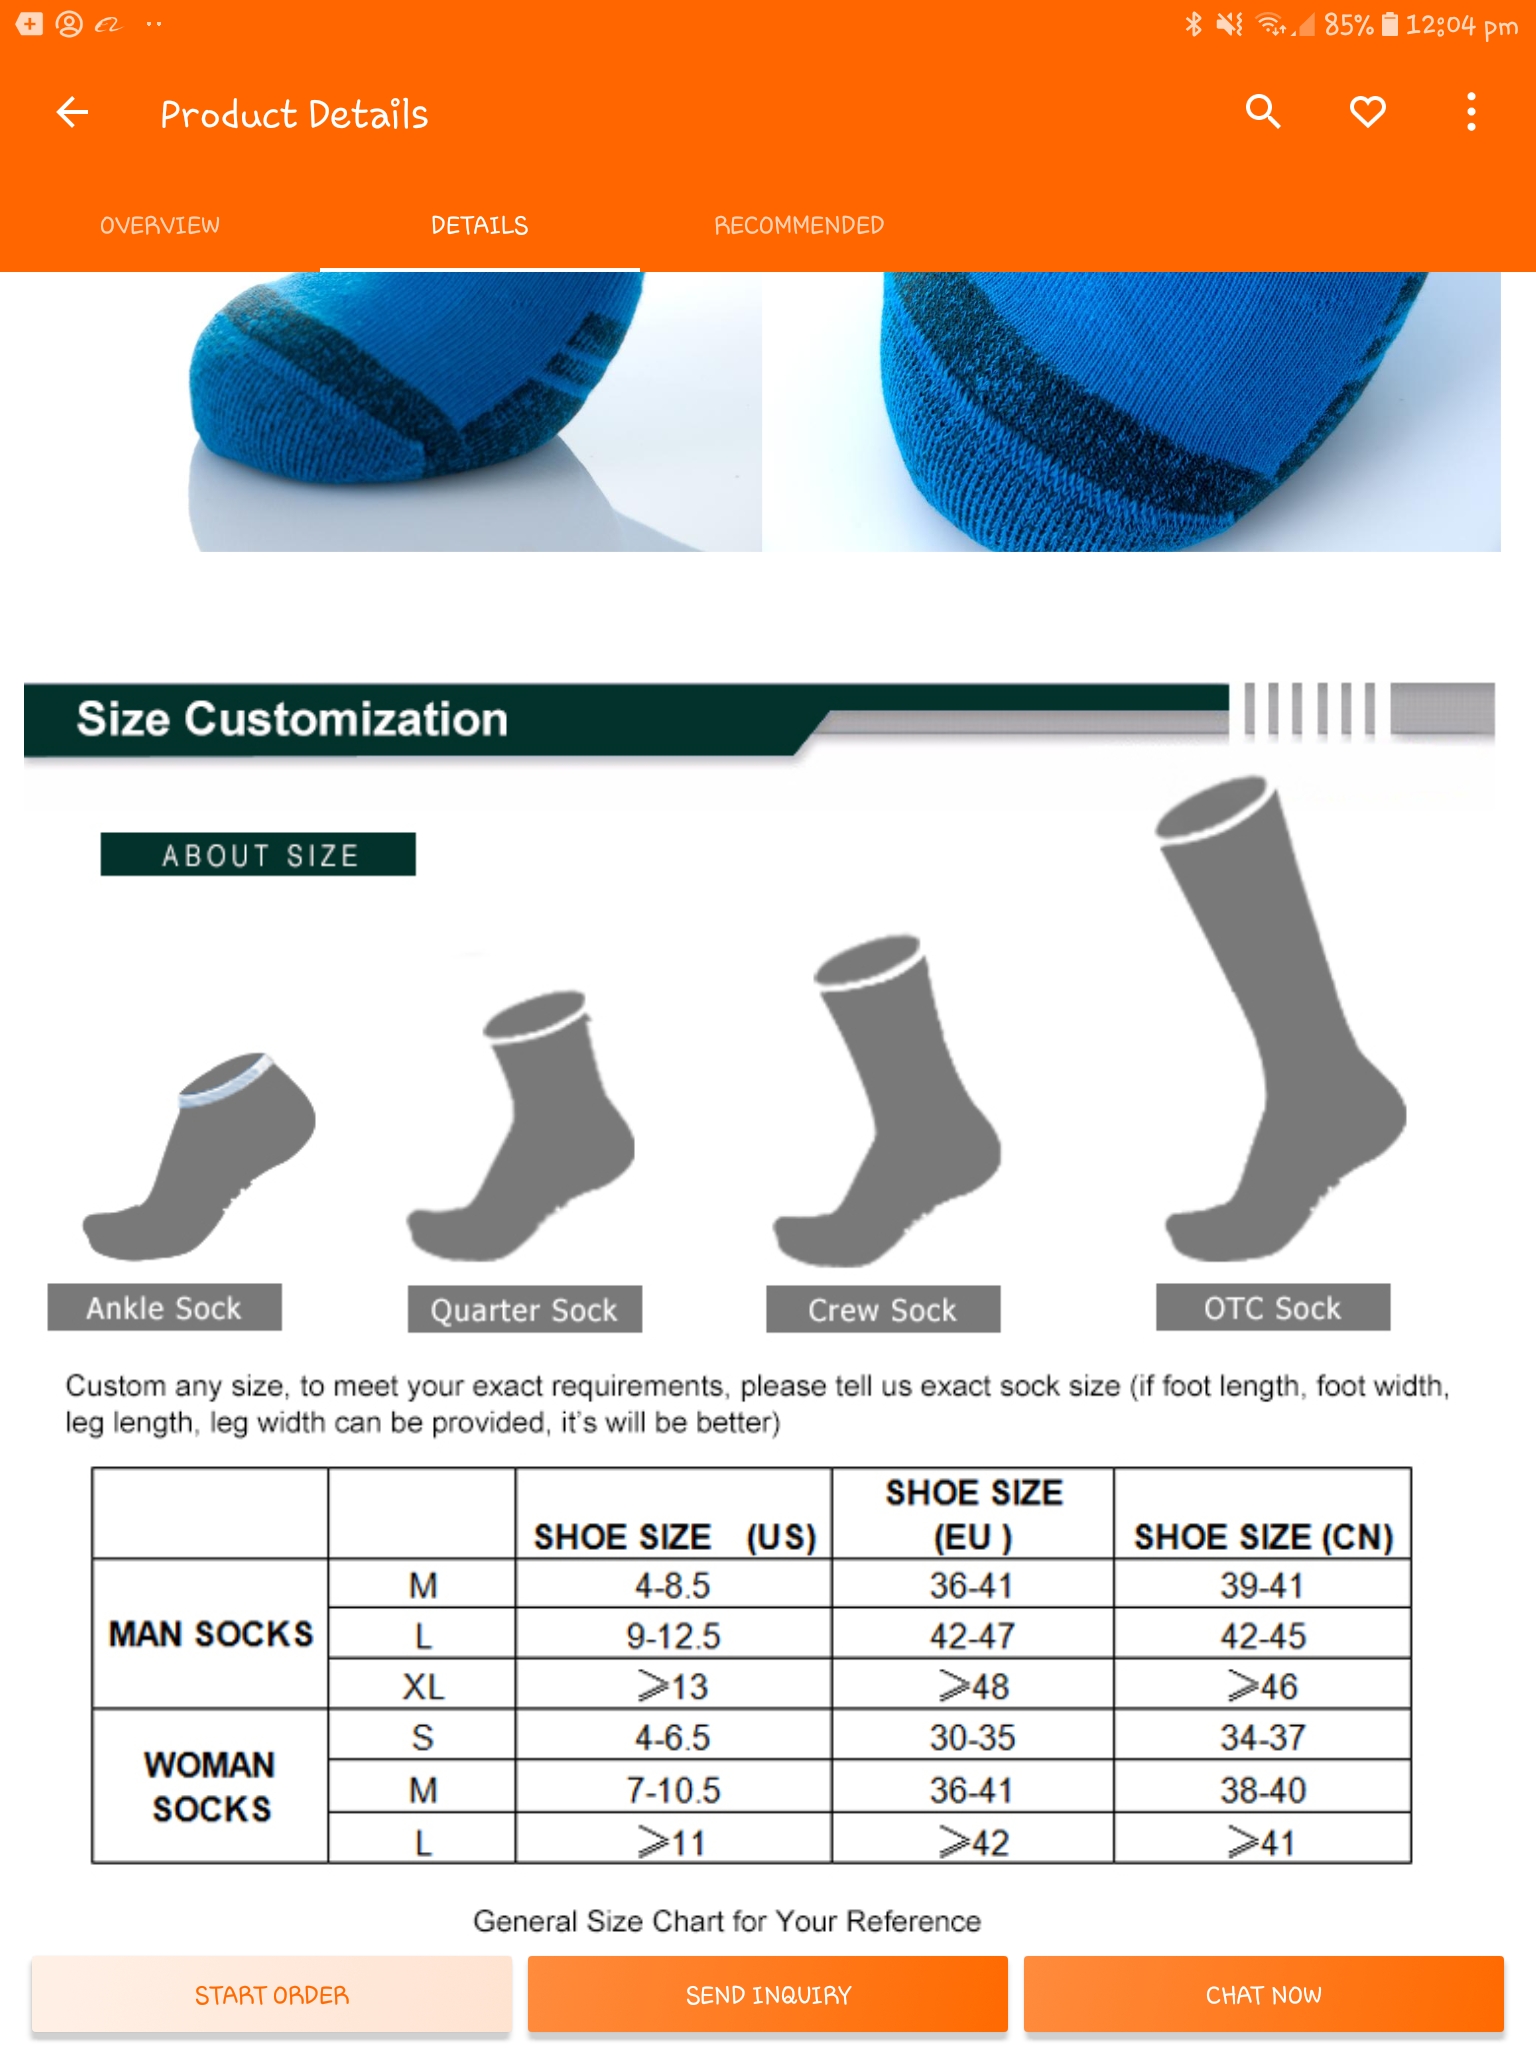 85% 12:04 pm
Product Details
OVERVIEW DETAILS RECOMMENDED
Size Customization
ABOUT SIZE
Ankle Sock Quarter Sock Crew Sock OTC Sock
Custom any size, to meet your exact requirements, please tell us exact sock size (if foot length, foot width,
leg length, leg width can be provided, it's will be better)
SHOE SIZE (US) SHOE SIZE (EU ) SHOE SIZE (CN)
MAN SOCKS
M 4-8.5 36-41 39-41
L 9-12.5 42-47 42-45
XL ⩾13 ⩾48 ⩾46
WOMAN SOCKS
S 4-6.5 30-35 34-37
M 7-10.5 36-41 38-40
L ⩾11 ⩾42 ⩾41
General Size Chart for Your Reference
START ORDER SEND INQUIRY CHAT NOW